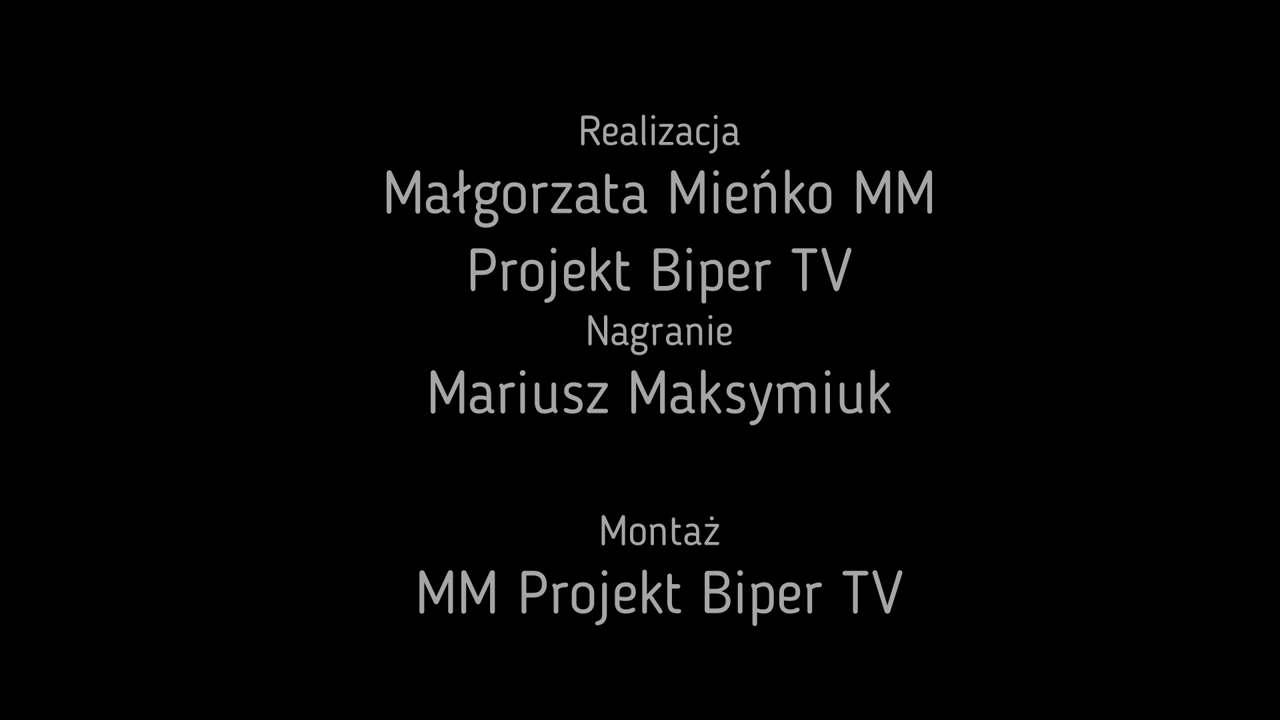 Realizacja
Małgorzata Mieńko MM
Projekt Biper TV
Nagranie
Mariusz Maksymiuk
Montaż
MM Projekt Biper TV